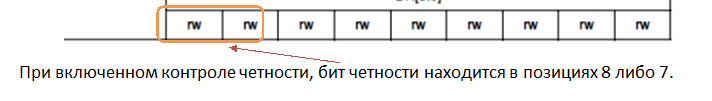 rw rw rw rw rw rw rw rw rw
При включенном контроле четности, бит четности находится в позициях 8 либо 7.